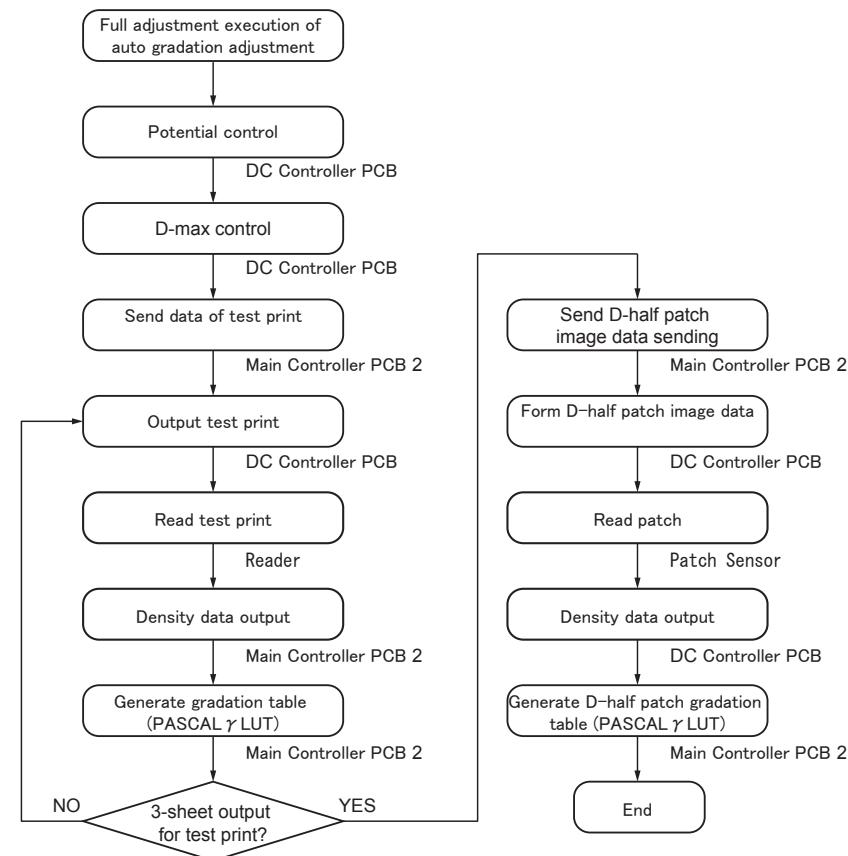 Full adjustment execution of
auto gradation adjustment
Potential control
DC Controller PCB
D-max control
DC Controller PCB
Send data of test print
Main Controller PCB 2
Output test print
DC Controller PCB
Read test print
Reader
Density data output
Main Controller PCB 2
Generate gradation table
(PASCAL γ LUT)
Main Controller PCB 2
NO
3-sheet output
for test print?
YES
Send D-half patch
image data sending
Main Controller PCB 2
Form D-half patch image data
DC Controller PCB
Read patch
Patch Sensor
Density data output
DC Controller PCB
Generate D-half patch gradation
table (PASCAL γ LUT)
Main Controller PCB 2
End